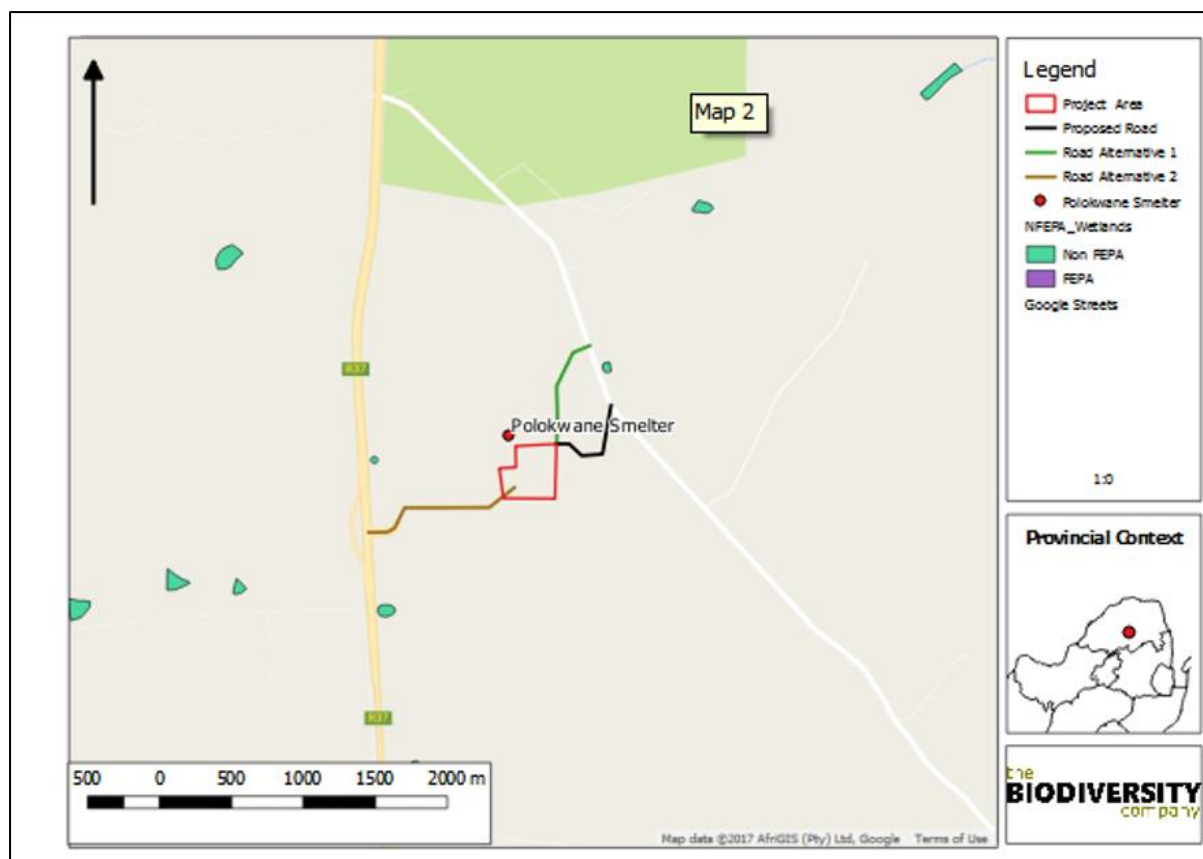 Map 2
R37
Polokwane Smelter
R37
500 0 500 1000 1500 2000 m
Map data ©2017 AfriGIS (Pty) Ltd, Google Terms of Use
Legend
Project Area
Proposed Road
Road Alternative 1
Road Alternative 2
Polokwane Smelter
NFEPA_Wetlands
Non FEPA
FEPA
Google Streets
1:0
Provincial Context
the
BIODIVERSITY
company